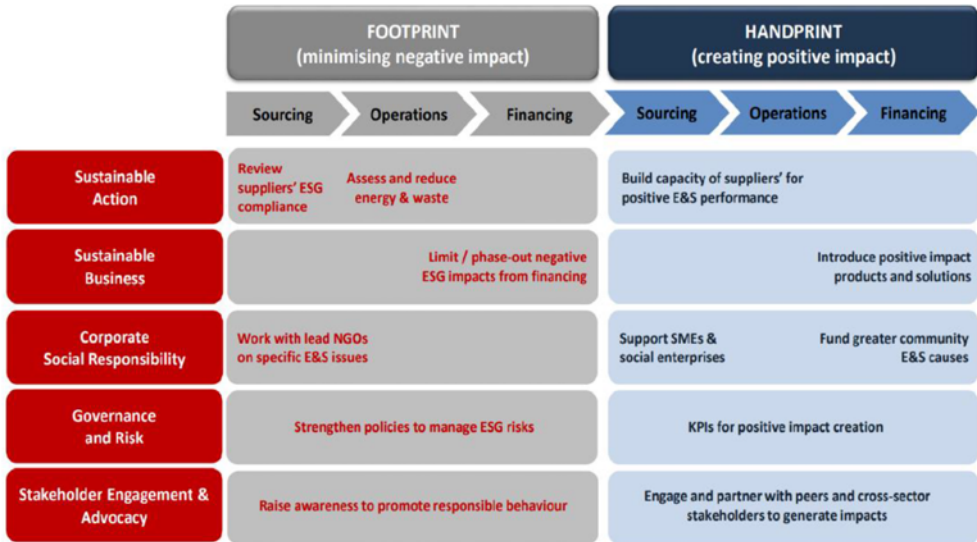 FOOTPRINT
(minimising negative impact)
HANDPRINT
(creating positive impact)
Sourcing
Operations
Financing
Sourcing
Operations
Financing
Sustainable
Action
Review
suppliers' ESG
compliance
Assess and reduce
energy & waste
Build capacity of suppliers' for
positive E&S performance
Sustainable
Business
Limit / phase-out negative
ESG impacts from financing
Introduce positive impact
products and solutions
Corporate
Social Responsibility
Work with lead NGOs
on specific E&S issues
Support SMEs &
social enterprises
Fund greater community
E&S causes
Governance
and Risk
Strengthen policies to manage ESG risks
KPIs for positive impact creation
Stakeholder Engagement &
Advocacy
Raise awareness to promote responsible behaviour
Engage and partner with peers and cross-sector
stakeholders to generate impacts